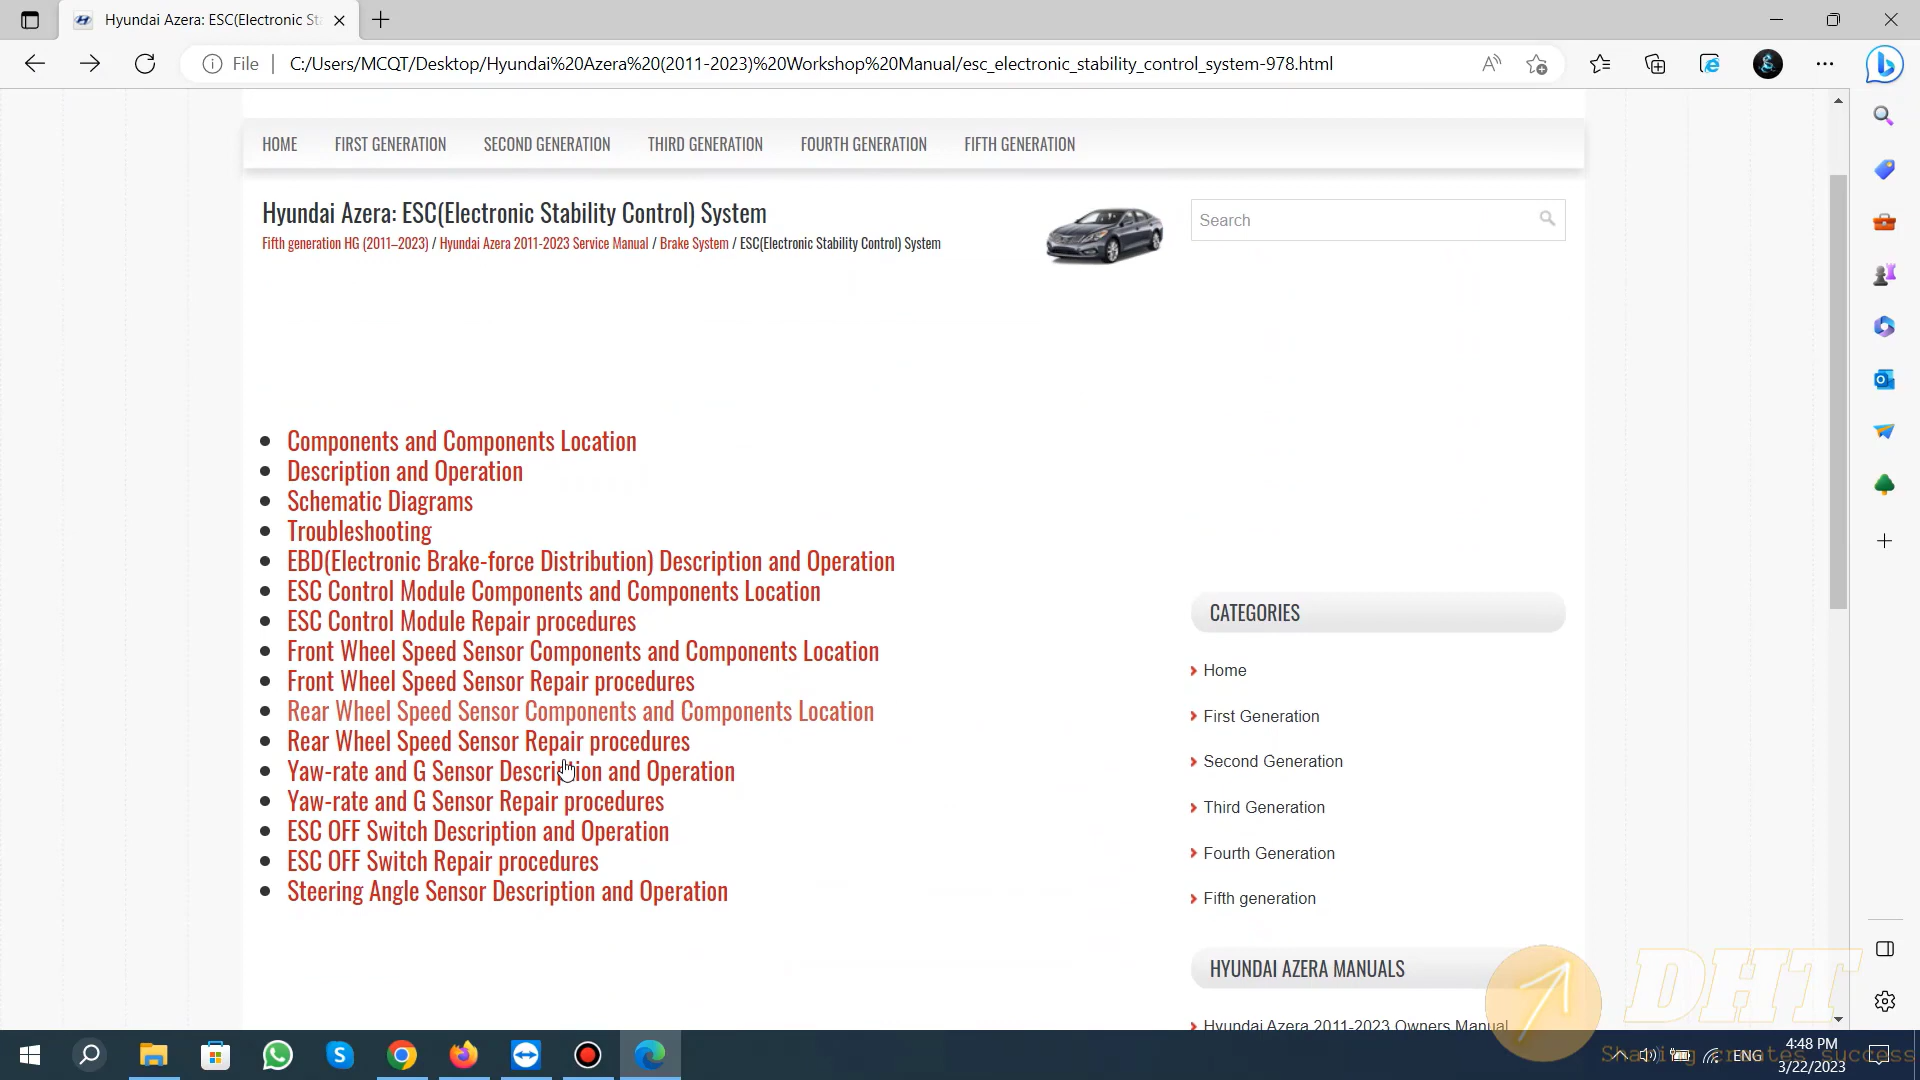 Hyundai Azera: ESC(Electronic St
File
C:/Users/MCQT/Desktop/Hyundai%20Azera%20(2011-2023)%20Workshop%20Manual/esc_electronic_stability_control_system-978.html
HOME FIRST GENERATION SECOND GENERATION THIRD GENERATION FOURTH GENERATION FIFTH GENERATION
Hyundai Azera: ESC(Electronic Stability Control) System
Fifth generation HG (2011–2023) / Hyundai Azera 2011-2023 Service Manual / Brake System / ESC(Electronic Stability Control) System
Search
Components and Components Location
Description and Operation
Schematic Diagrams
Troubleshooting
EBD(Electronic Brake-force Distribution) Description and Operation
ESC Control Module Components and Components Location
ESC Control Module Repair procedures
Front Wheel Speed Sensor Components and Components Location
Front Wheel Speed Sensor Repair procedures
Rear Wheel Speed Sensor Components and Components Location
Rear Wheel Speed Sensor Repair procedures
Yaw-rate and G Sensor Description and Operation
Yaw-rate and G Sensor Repair procedures
ESC OFF Switch Description and Operation
ESC OFF Switch Repair procedures
Steering Angle Sensor Description and Operation
CATEGORIES
Home
First Generation
Second Generation
Third Generation
Fourth Generation
Fifth generation
HYUNDAI AZERA MANUALS
Hyundai Azera 2011-2023 Owners Manual
DHT
Sharing creates success
ENG
4:48 PM
3/22/2023